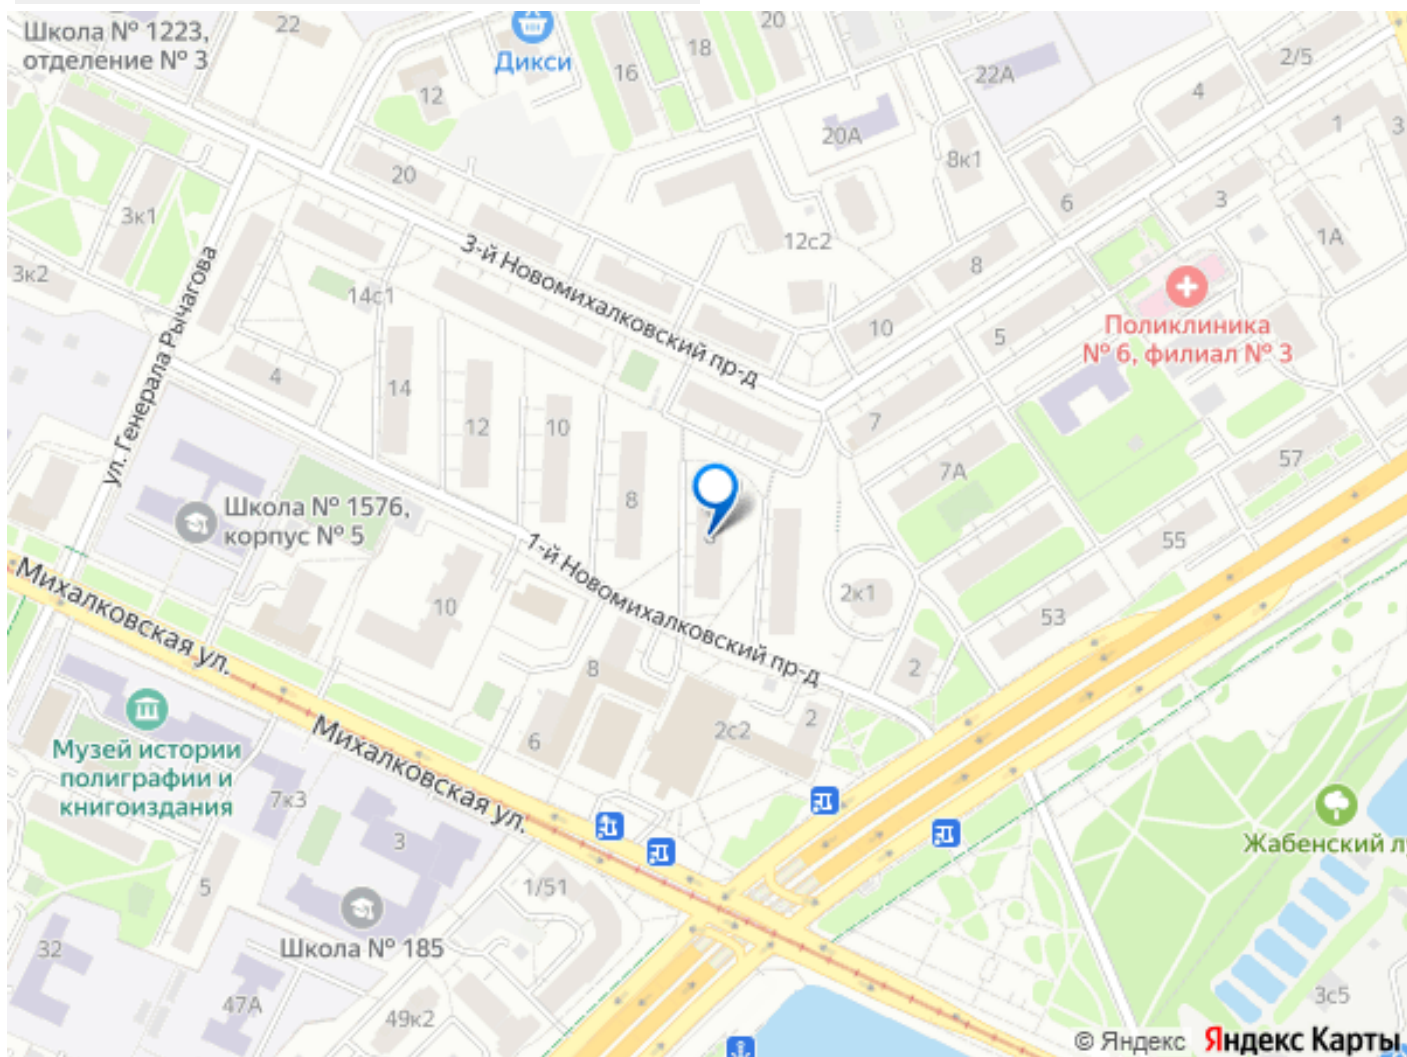 Школа № 1223,
отделение № 3
22
Дикси
12
16
18
20
20А
22А
2/5
4
1
3
8к1
6
3
1А
20
3к1
3-й Новомихалковский пр-д
12с2
8
3к2
14с1
10
5
Поликлиника
№ 6, филиал № 3
ул. Генерала Рычагова
4
14
12
10
8
7
7А
57
Школа № 1576,
корпус № 5
1-й Новомихалковский пр-д
55
2к1
53
10
8
2
2
2с2
6
Михалковская ул.
Михалковская ул.
Музей истории
полиграфии и
книгоиздания
7к3
3
5
1/51
Жабенский лу
Школа № 185
32
47А
49к2
3с5
© Яндекс Яндекс Карты